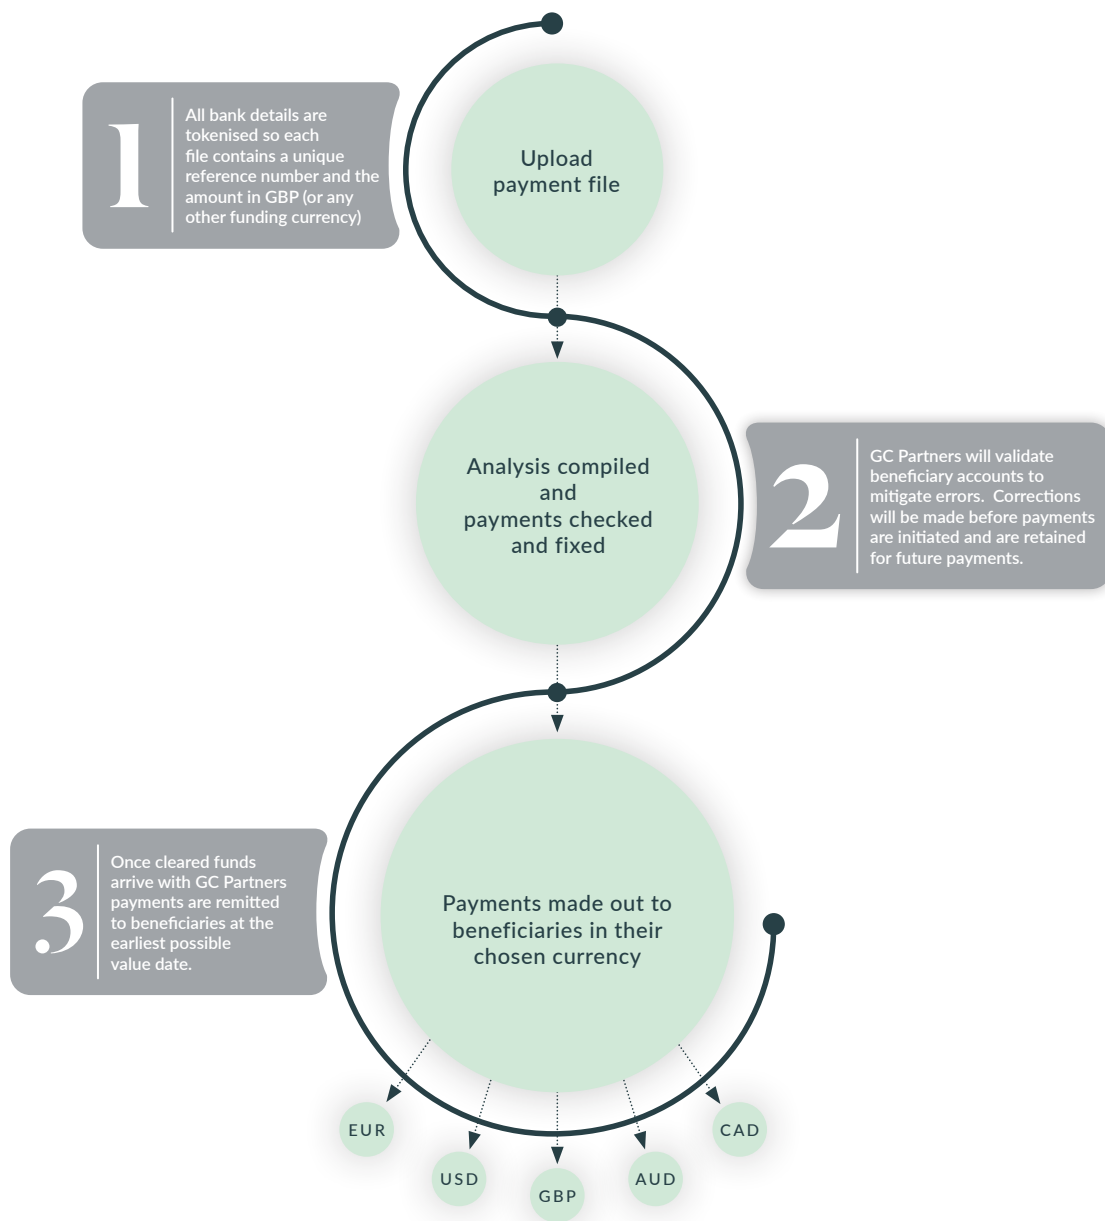 1
All bank details are
tokenised so each
file contains a unique
reference number and the
amount in GBP (or any
other funding currency)
Upload
payment file
Analysis compiled
and
payments checked
and fixed
2
GC Partners will validate
beneficiary accounts to
mitigate errors.  Corrections
will be made before payments
are initiated and are retained
for future payments.
3
Once cleared funds
arrive with GC Partners
payments are remitted
to beneficiaries at the
earliest possible
value date.
Payments made out to
beneficiaries in their
chosen currency
EUR
USD
GBP
AUD
CAD